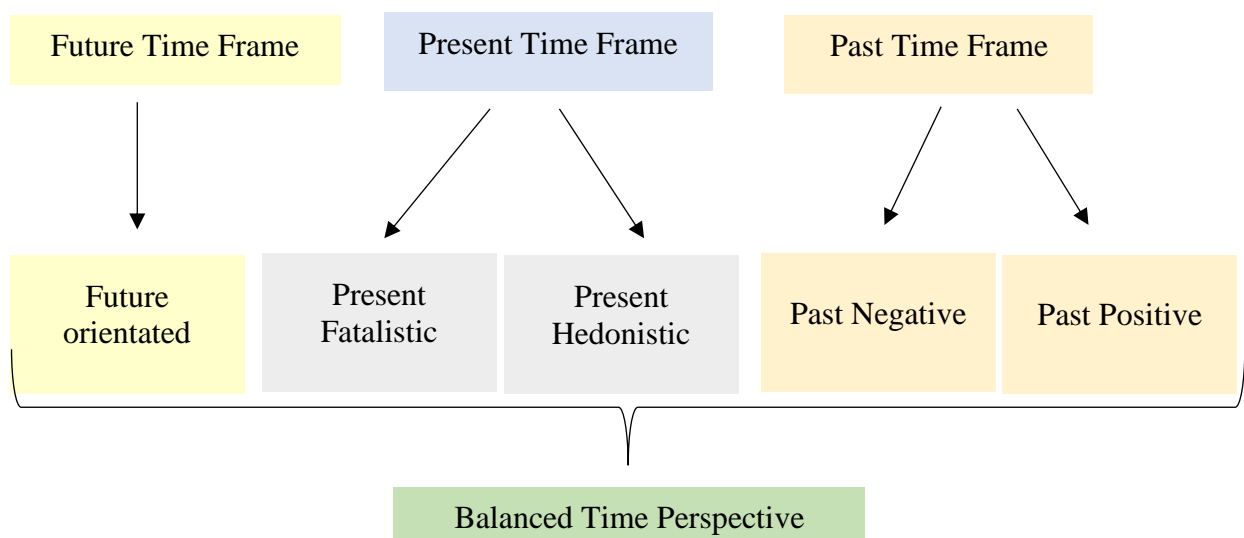 Future Time Frame
Present Time Frame
Past Time Frame
Future
orientated
Present
Fatalistic
Present
Hedonistic
Past Negative
Past Positive
Balanced Time Perspective